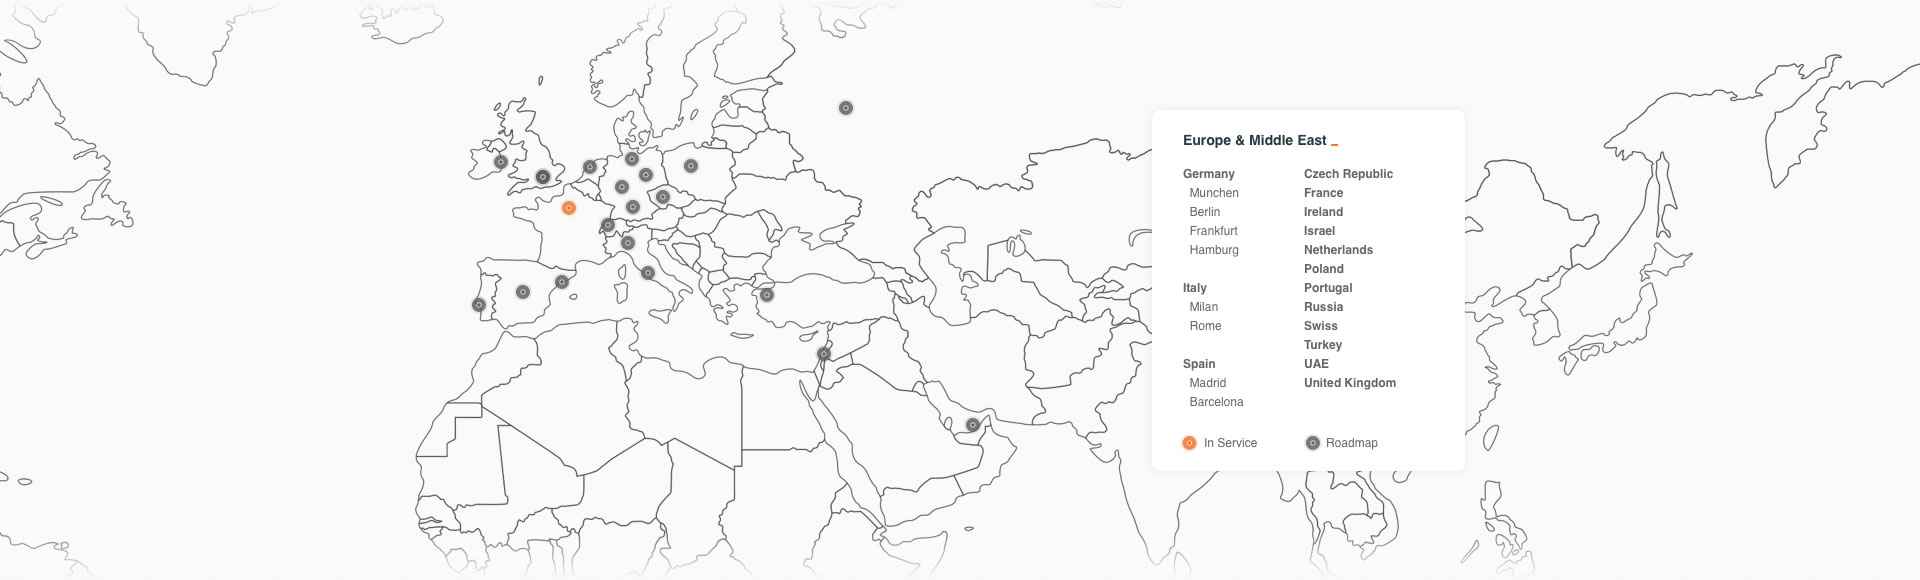 Europe & Middle East _
Germany
Munchen
Berlin
Frankfurt
Hamburg
Italy
Milan
Rome
Spain
Madrid
Barcelona
Czech Republic
France
Ireland
Israel
Netherlands
Poland
Portugal
Russia
Swiss
Turkey
UAE
United Kingdom
In Service
Roadmap